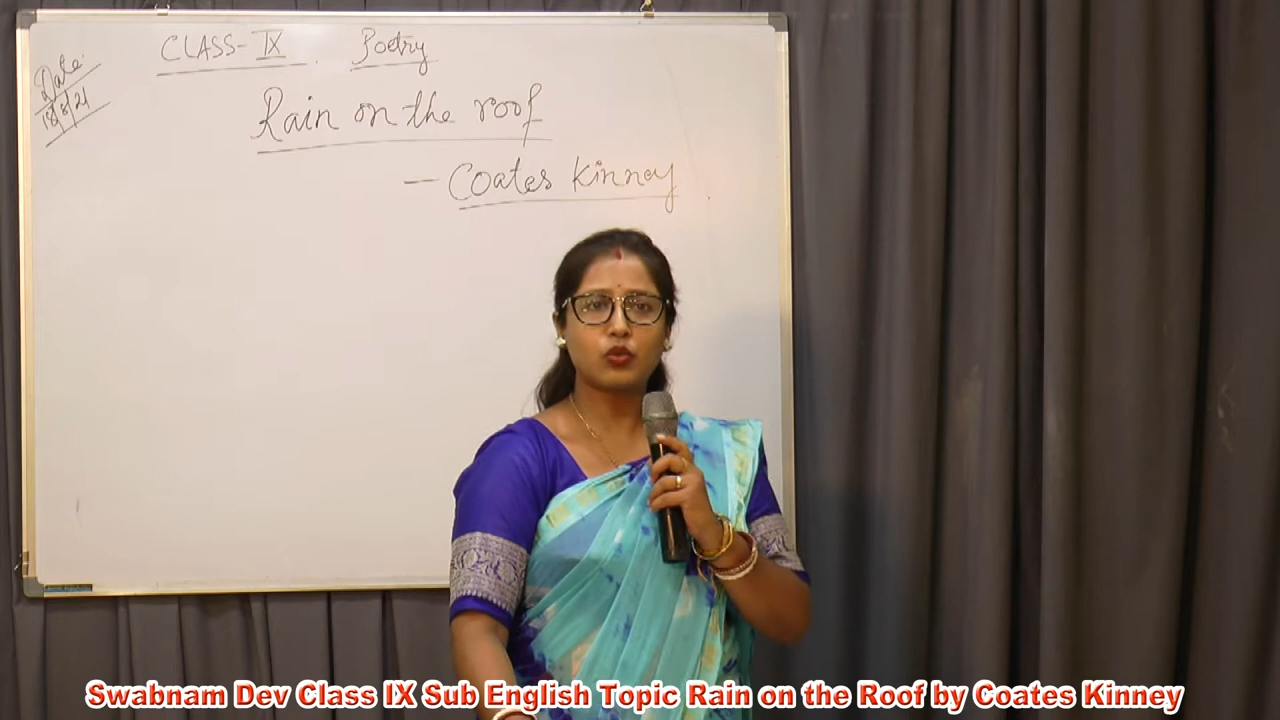 Date:
18/8/21
CLASS-IX Poetry
Rain on the roof
- Coates Kinney
Swabnam Dev Class IX Sub English Topic Rain on the Roof by Coates Kinney